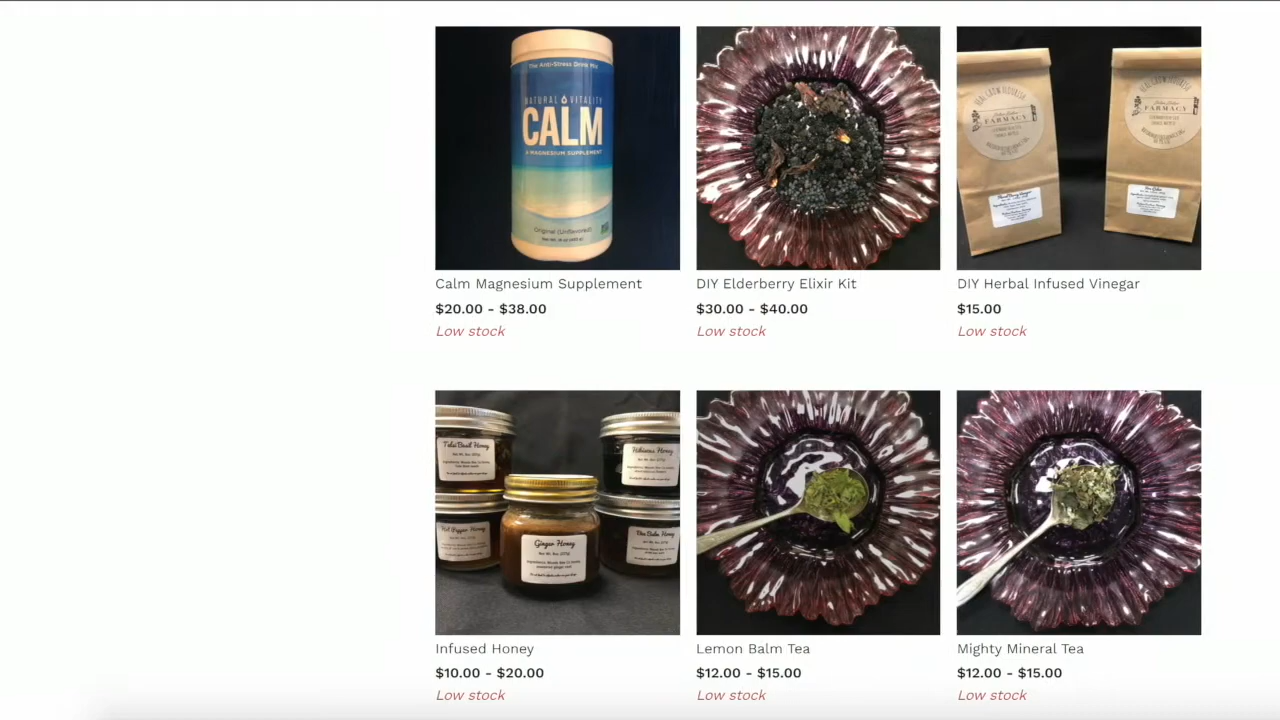 The Anti-Stress Drink Mix
NATURAL VITALITY
CALM
A MAGNESIUM SUPPLEMENT
Original (Unflavored)
FARMACY
FARMACY
Calm Magnesium Supplement
DIY Elderberry Elixir Kit
DIY Herbal Infused Vinegar
$20.00 - $38.00
$30.00 - $40.00
$15.00
Low stock
Low stock
Low stock
Tulsi Basil Honey
Hibiscus Honey
Hot Pepper Honey
Ginger Honey
Infused Honey
Lemon Balm Tea
Mighty Mineral Tea
$10.00 - $20.00
$12.00 - $15.00
$12.00 - $15.00
Low stock
Low stock
Low stock